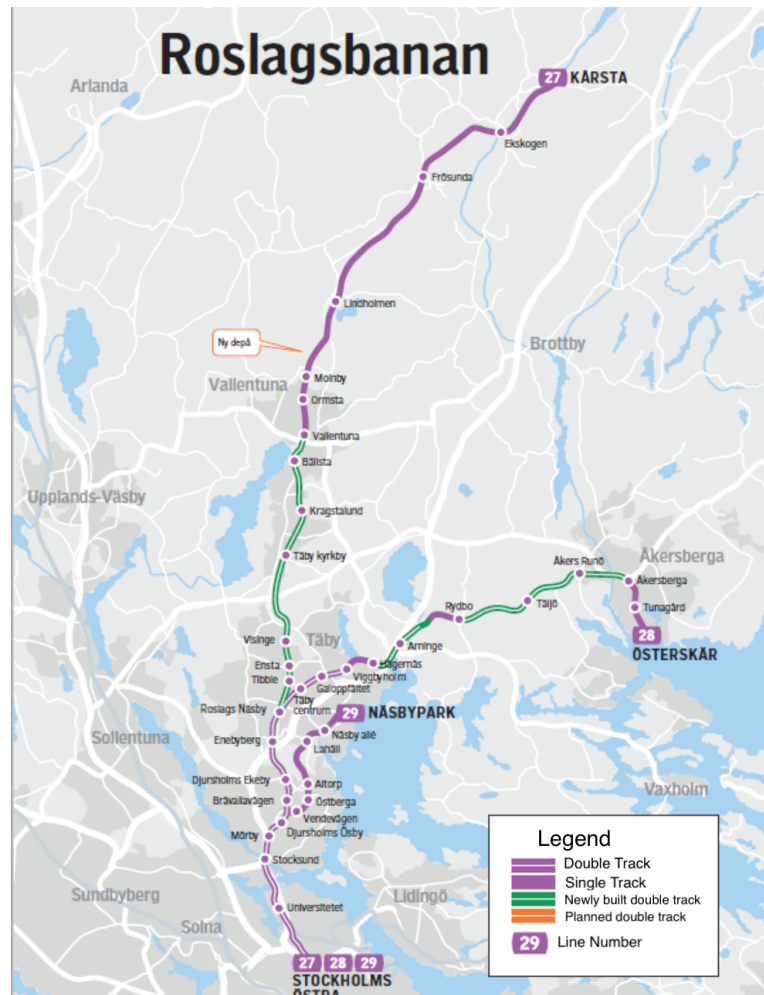 Roslagsbanan
27 KÅRSTA
Arlanda
Ekskogen
Frösunda
Lindholmen
Ny depå
Brottby
Molnby
Vallentuna
Ormsta
Vallentuna
Bällsta
Upplands-Väsby
Kragstalund
Täby kyrkby
Åkers Runö
Åkersberga
Åkersberga
Rydbo
Täljö
Tunagård
28
ÖSTERSKÄR
Visinge
Täby
Arninge
Ensta
Hägernäs
Tibble
Viggbyholm
Galoppfältet
Täby
centrum
Roslags Näsby
29 NÄSBYPARK
Sollentuna
Enebyberg
Näsby allé
Lahäll
Djursholms Ekeby
Altorp
Vaxholm
Bråvallavägen
Östberga
Vendevägen
Mörby
Djursholms Ösby
Stocksund
Sundbyberg
Lidingö
Universitetet
Solna
27 28 29
STOCKHOLMS
ÖSTRA
Legend
Double Track
Single Track
Newly built double track
Planned double track
29 Line Number